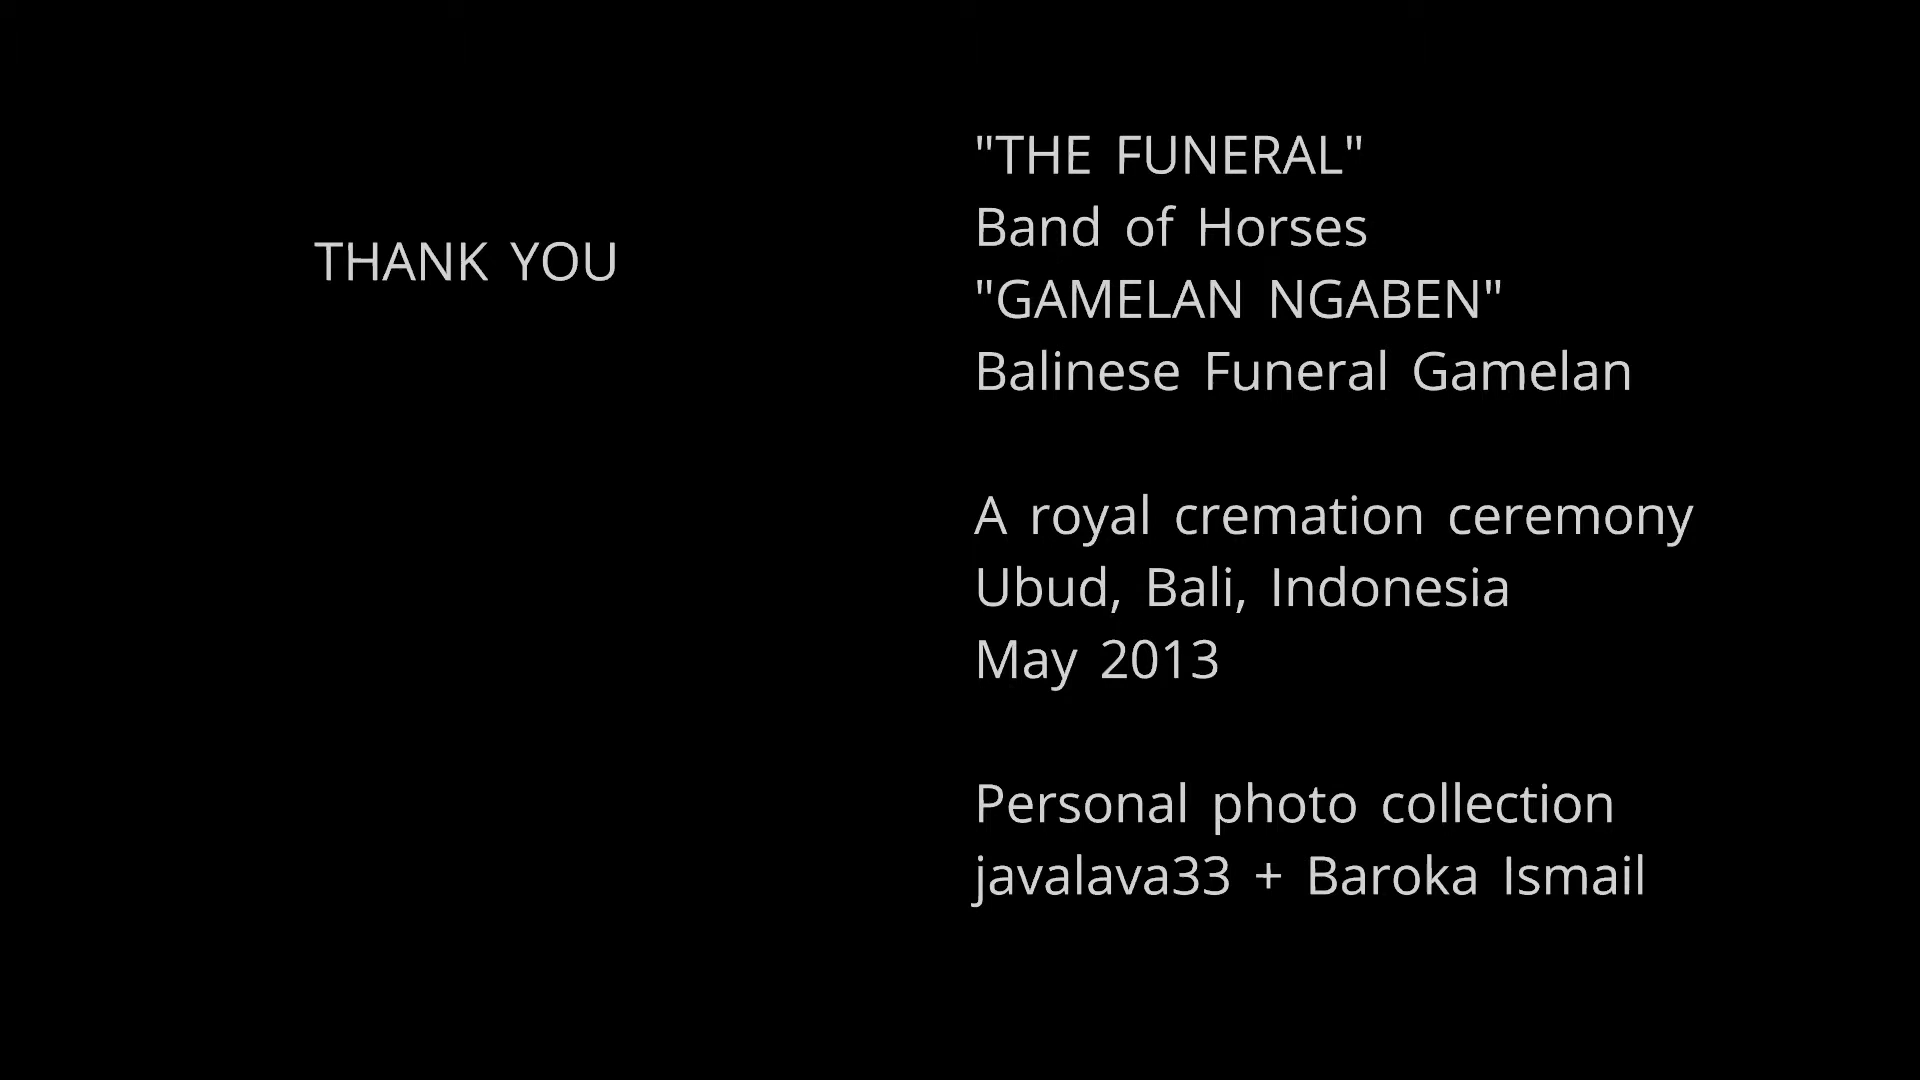 THANK YOU
"THE FUNERAL"
Band of Horses
"GAMELAN NGABEN"
Balinese Funeral Gamelan
A royal cremation ceremony
Ubud, Bali, Indonesia
May 2013
Personal photo collection
javalava33 + Baroka Ismail